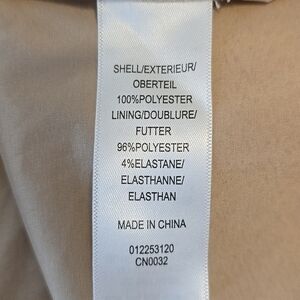 SHELL/EXTERIEUR/
OBERTEIL
100%POLYESTER
LINING/DOUBLURE/
FUTTER
96%POLYESTER
4%ELASTANE/
ELASTHANNE/
ELASTHAN
MADE IN CHINA
012253120
CN0032